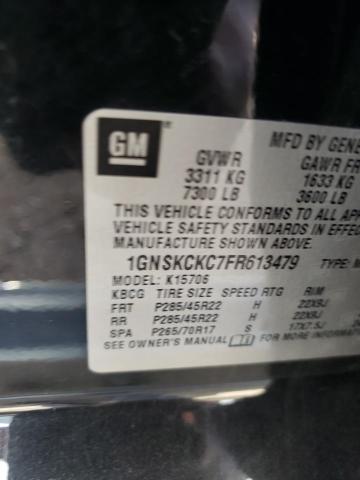 GM
MFD BY GENE
GVWR GAWR FR
3311 KG 1633 KG
7300 LB 3600 LB
THIS VEHICLE CONFORMS TO ALL APP
VEHICLE SAFETY STANDARDS IN EFFEC
MANUFACTURE SHOWN ABOVE.
1GNSKCKC7FR613479 TYPE: M
MODEL: K15706
KBCG TIRE SIZE SPEED RTG RIM
FRT P285/45R22 H 22X9J
RR P285/45R22 H 22X9J
SPA P265/70R17 S 17X7.5J
SEE OWNER'S MANUAL FOR MORE INFORMAT